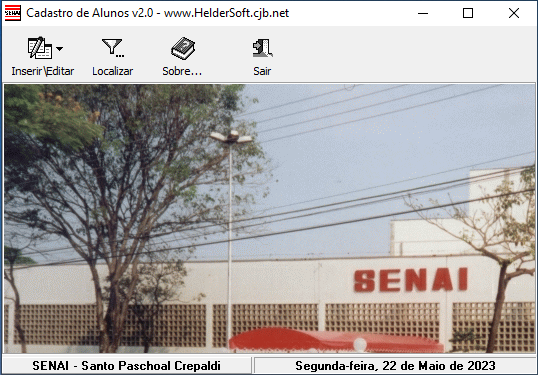 SENAI
Cadastro de Alunos v2.0 - www.HelderSoft.cjb.net
Inserir\Editar
Localizar
Sobre...
Sair
SENAI
SENAI - Santo Paschoal Crepaldi
Segunda-feira, 22 de Maio de 2023